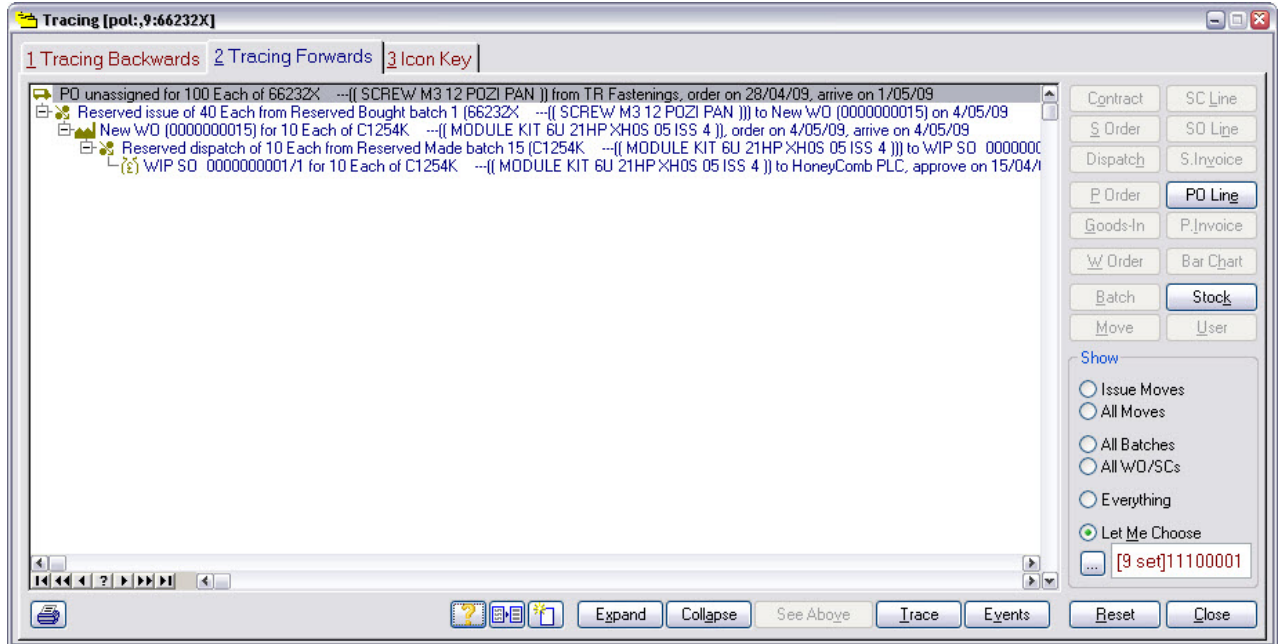 Tracing [pol:,9:66232X]
1 Tracing Backwards 2 Tracing Forwards 3 Icon Key
PO unassigned for 100 Each of 66232X ---(( SCREW M3 12 POZI PAN )) from TR Fastenings, order on 28/04/09, arrive on 1/05/09
Reserved issue of 40 Each from Reserved Bought batch 1 (66232X ---(( SCREW M3 12 POZI PAN ))) to New WO (0000000015) on 4/05/09
New WO (0000000015) for 10 Each of C1254K ---(( MODULE KIT 6U 21HP XH0S 05 ISS 4 )), order on 4/05/09, arrive on 4/05/09
Reserved dispatch of 10 Each from Reserved Made batch 15 (C1254K ---(( MODULE KIT 6U 21HP XH0S 05 ISS 4 ))) to WIP SO 0000000
WIP SO 0000000001/1 for 10 Each of C1254K ---(( MODULE KIT 6U 21HP XH0S 05 ISS 4 )) to HoneyComb PLC, approve on 15/04/
Contract SC Line
S Order SO Line
Dispatch S.Invoice
P Order PO Line
Goods-In P.Invoice
W Order Bar Chart
Batch Stock
Move User
Show
Issue Moves
All Moves
All Batches
All WO/SCs
Everything
Let Me Choose
... [9 set]11100001
?
? Expand Collapse See Above Trace Events Reset Close